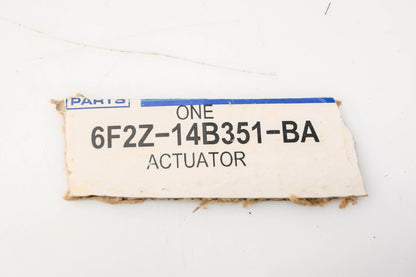 PARTS
ONE
6F2Z-14B351-BA
ACTUATOR